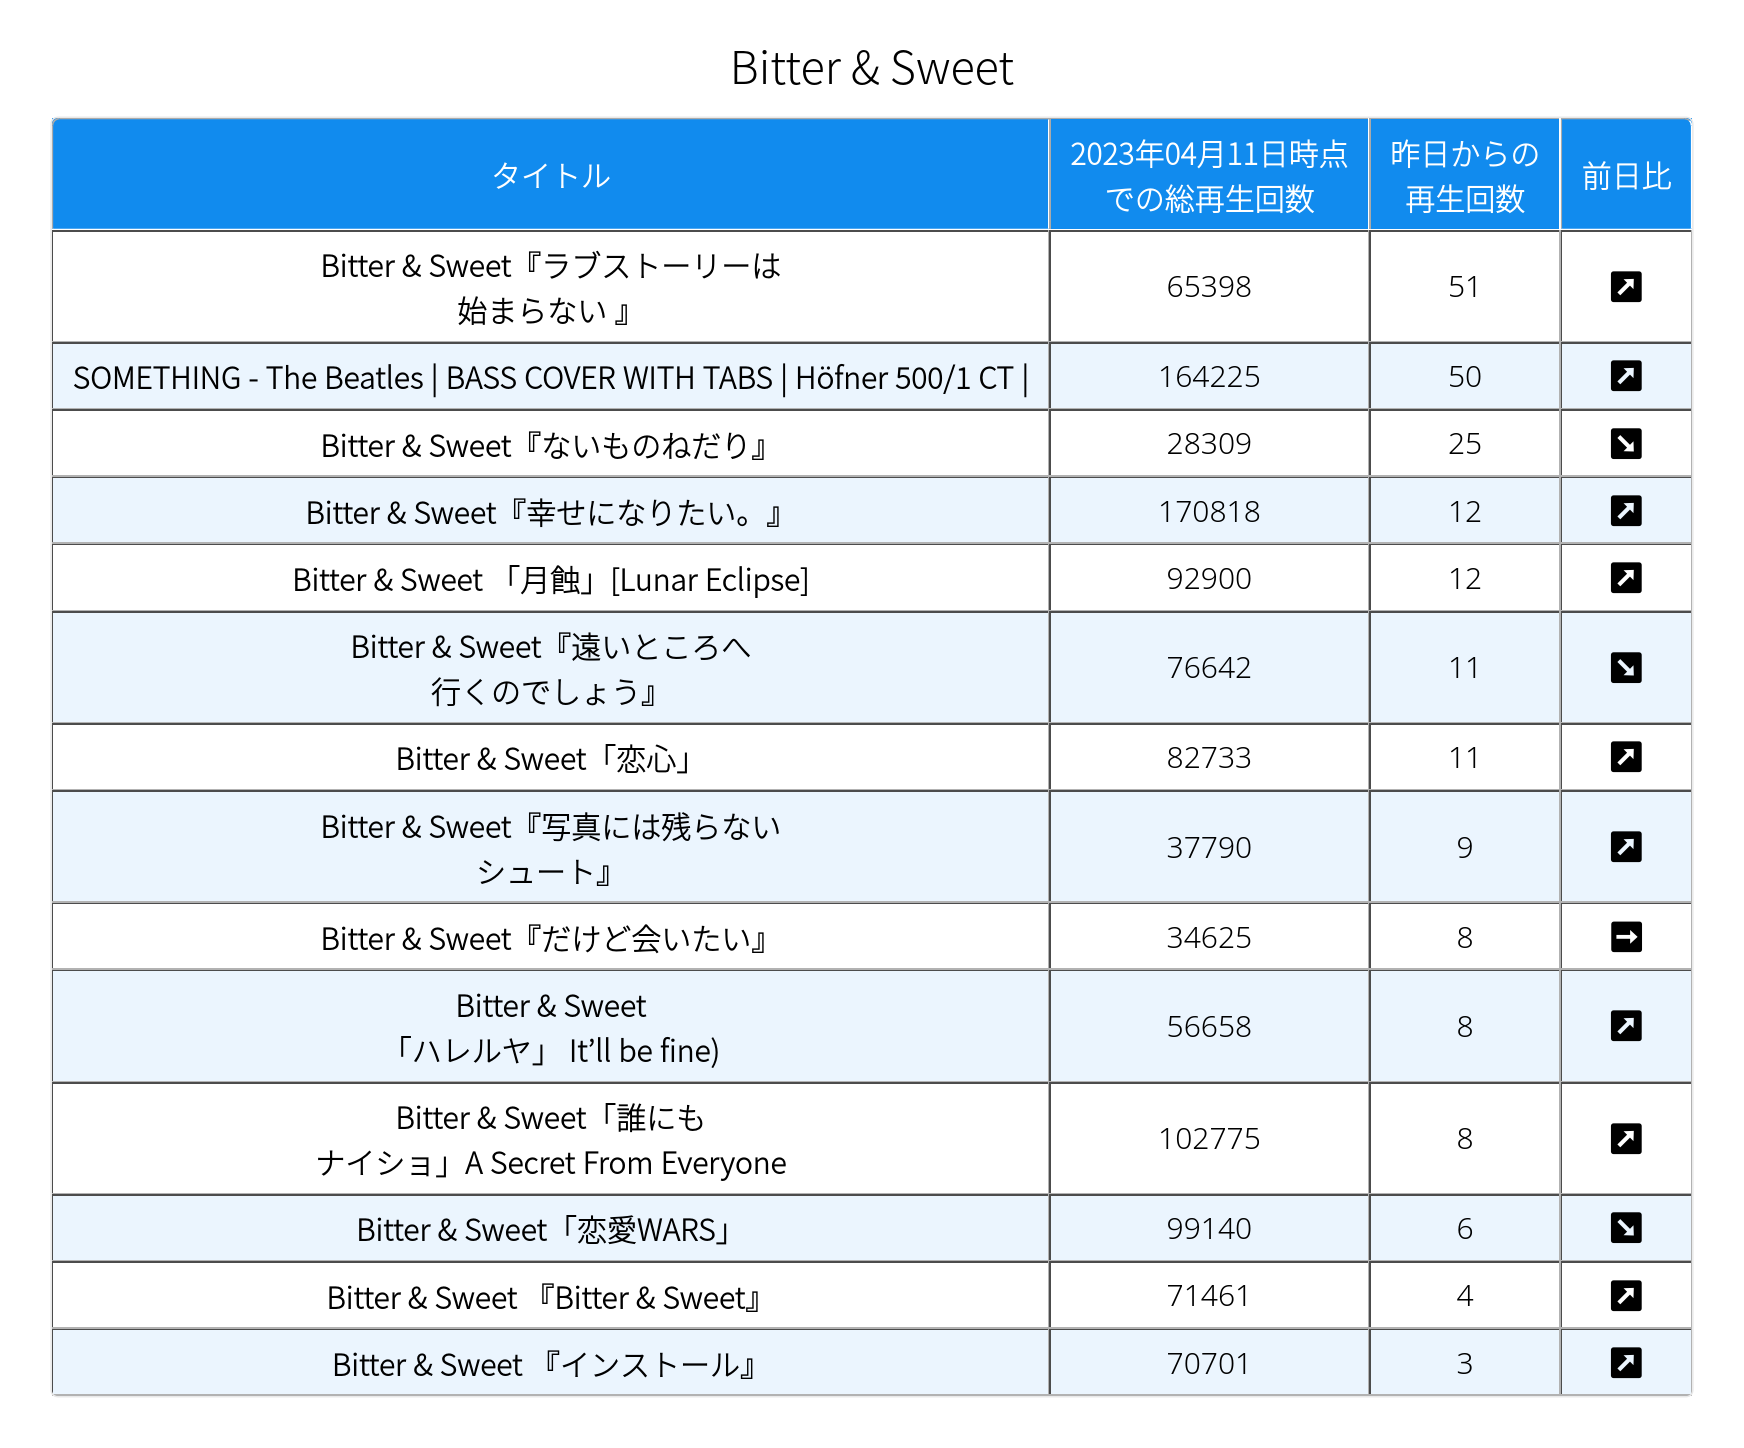 Bitter & Sweet
タイトル
2023年04月11日時点
での総再生回数
昨日からの
再生回数
前日比
Bitter & Sweet『ラブストーリーは
始まらない 』
65398
51
SOMETHING - The Beatles | BASS COVER WITH TABS | Höfner 500/1 CT |
164225
50
Bitter & Sweet『ないものねだり』
28309
25
Bitter & Sweet『幸せになりたい。』
170818
12
Bitter & Sweet 「月蝕」[Lunar Eclipse]
92900
12
Bitter & Sweet『遠いところへ
行くのでしょう』
76642
11
Bitter & Sweet「恋心」
82733
11
Bitter & Sweet『写真には残らない
シュート』
37790
9
Bitter & Sweet『だけど会いたい』
34625
8
Bitter & Sweet
「ハレルヤ」 It’ll be fine)
56658
8
Bitter & Sweet「誰にも
ナイショ」A Secret From Everyone
102775
8
Bitter & Sweet「恋愛WARS」
99140
6
Bitter & Sweet 『Bitter & Sweet』
71461
4
Bitter & Sweet 『インストール』
70701
3